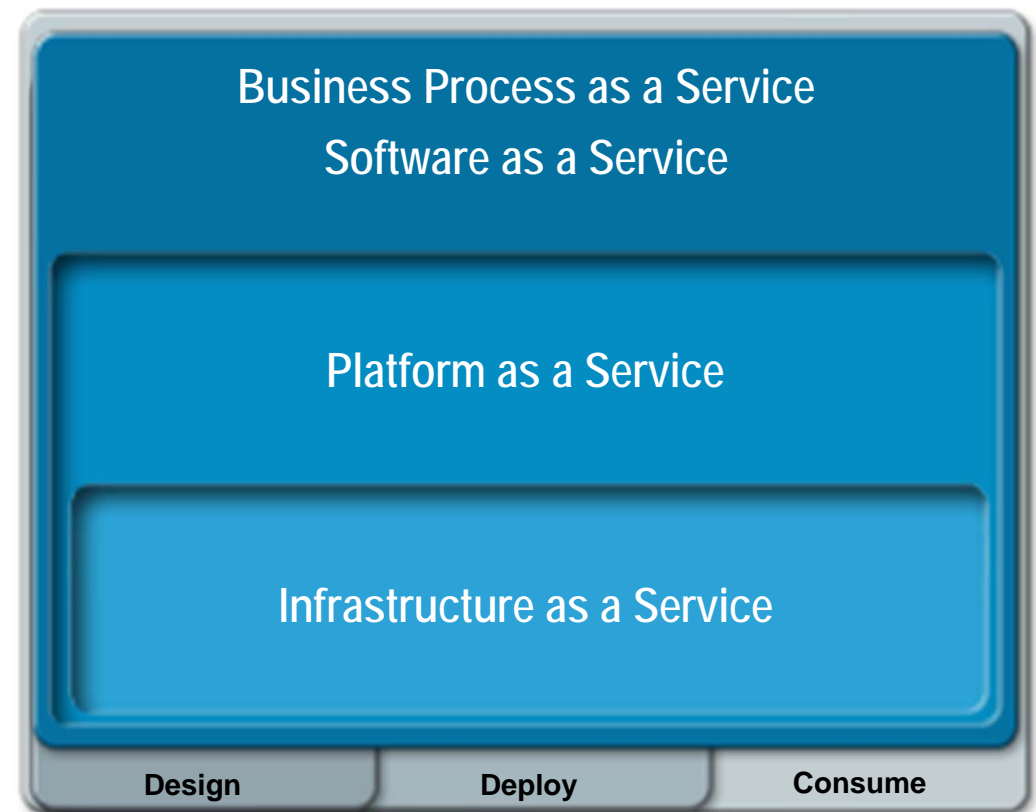 Business Process as a Service
Software as a Service
Platform as a Service
Infrastructure as a Service
Design
Deploy
Consume